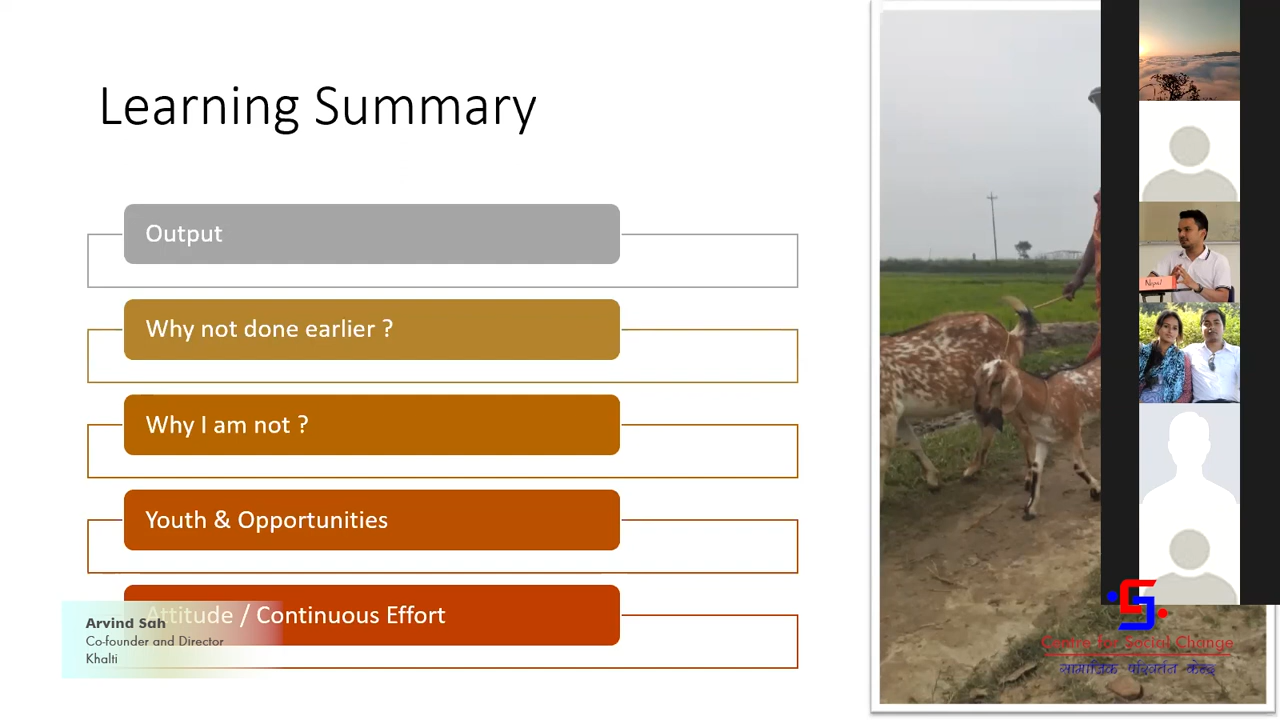 Learning Summary
Output
Why not done earlier ?
Why I am not ?
Youth & Opportunities
Attitude / Continuous Effort
Arvind Sah
Co-founder and Director
Khalti
Nepal
Centre for Social Change
सामाजिक परिवर्तन केन्द्र